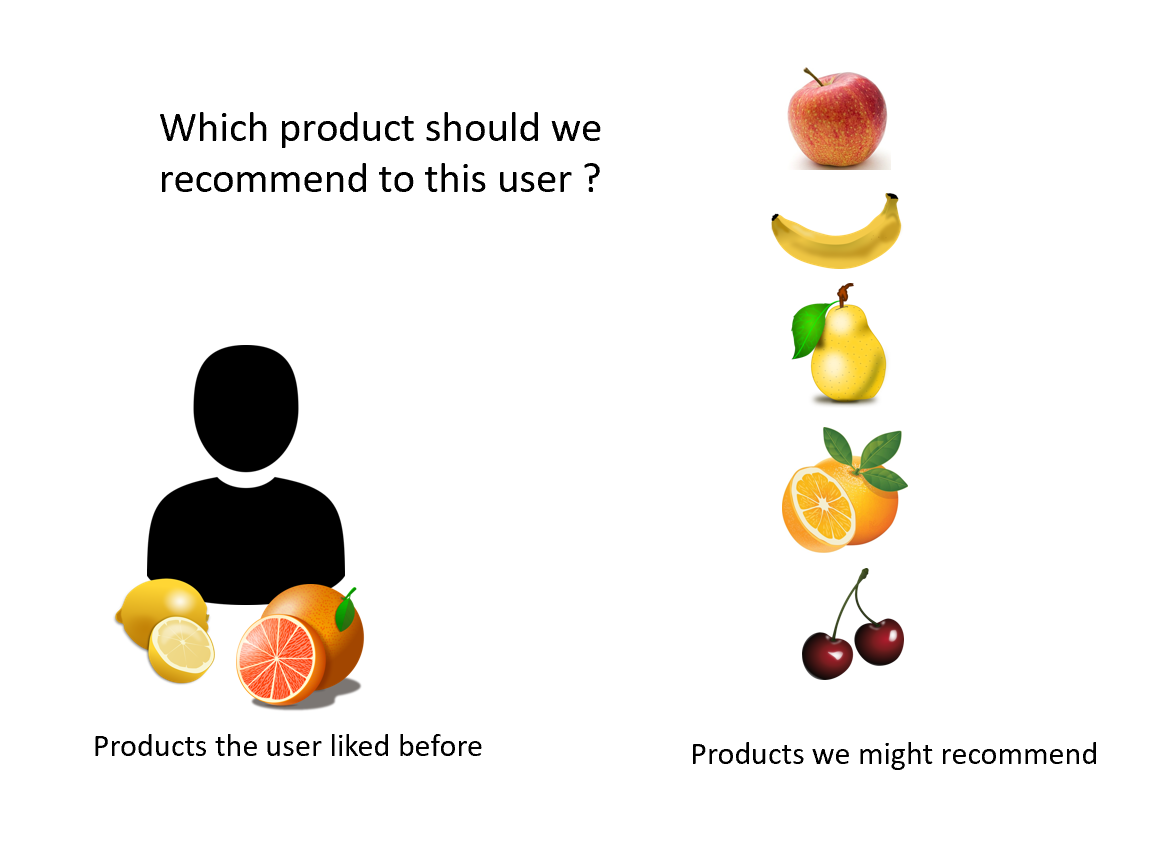 Which product should we
recommend to this user ?
Products the user liked before
Products we might recommend